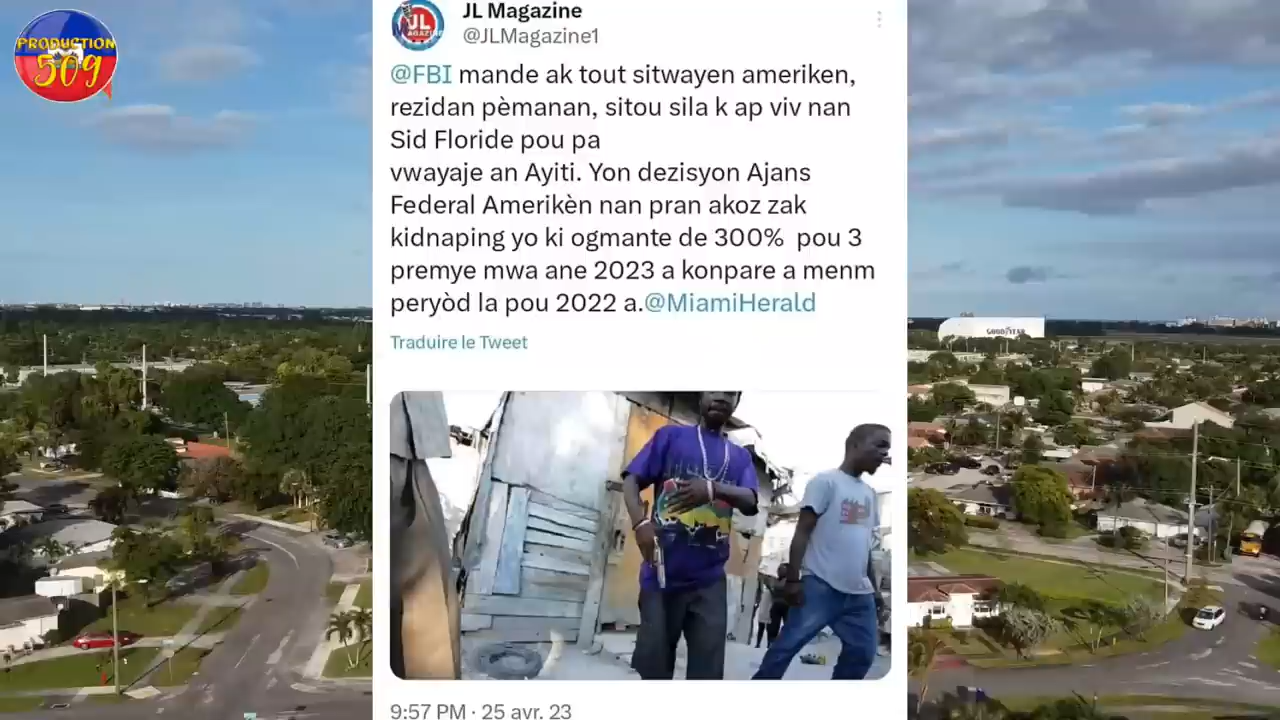 PRODUCTION
509
JL Magazine
@JLMagazine1
@FBI mande ak tout sitwayen ameriken,
rezidan pèmanan, sitou sila k ap viv nan
Sid Floride pou pa
vwayaje an Ayiti. Yon dezisyon Ajans
Federal Amerikèn nan pran akoz zak
kidnaping yo ki ogmante de 300% pou 3
premye mwa ane 2023 a konpare a menm
peryòd la pou 2022 a.@MiamiHerald
Traduire le Tweet
GOODYEAR
9:57 PM · 25 avr. 23